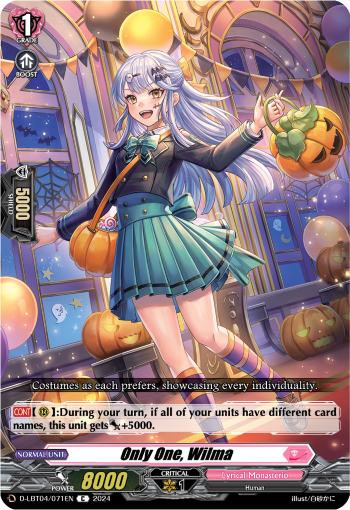 1
GRADE
BOOST
5000
SHIELD
Costumes as each prefers, showcasing every individuality.
CONT【】:During your turn, if all of your units have different card
names, this unit gets +5000.
NORMAL UNIT
Only One, Wilma
POWER 8000
CRITICAL
1
Lyrical Monasterio
Human
D-LBT04/071EN C 2024
illust/白砂かに